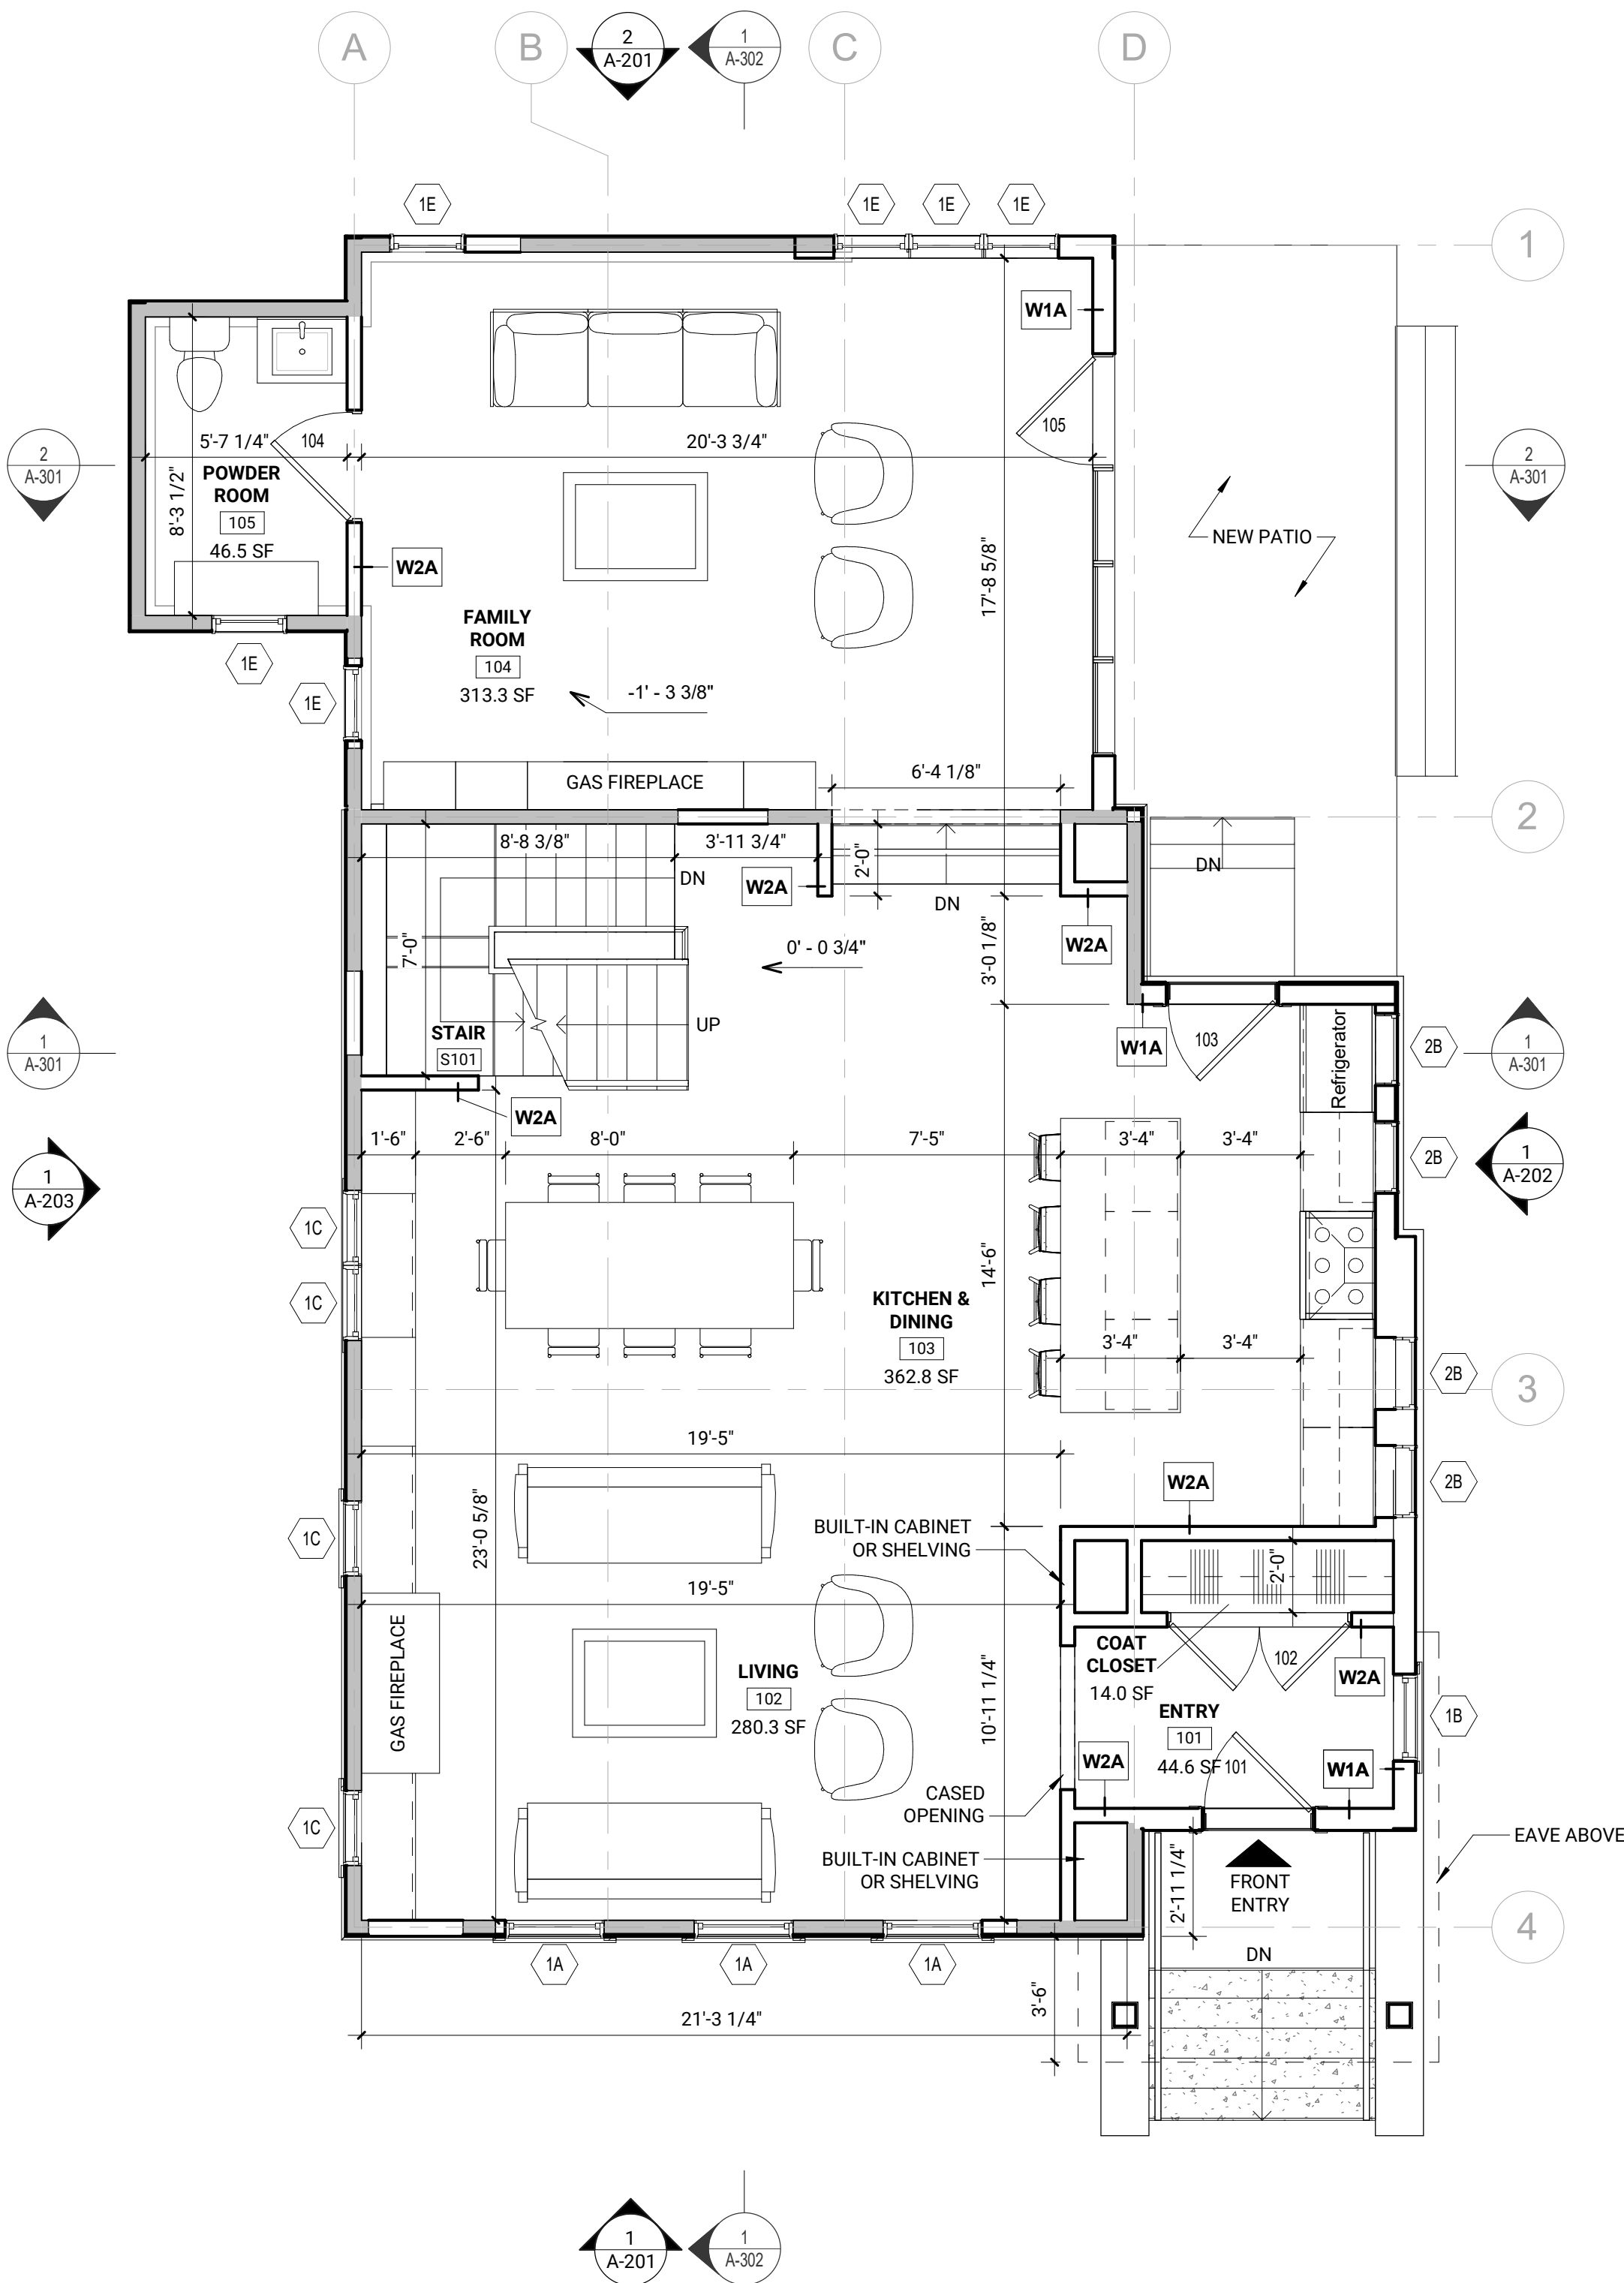 A
B
2
A-201
1
A-302
C
D
1E
1E
1E
1E
1
W1A
105
104
5'-7 1/4"
20'-3 3/4"
2
A-301
2
A-301
POWDER
ROOM
105
46.5 SF
8'-3 1/2"
W2A
NEW PATIO
17'-8 5/8"
FAMILY
ROOM
104
313.3 SF
-1' - 3 3/8"
1E
1E
GAS FIREPLACE
6'-4 1/8"
2
8'-8 3/8"
3'-11 3/4"
2'-0"
DN
W2A
DN
DN
W2A
7'-0"
0' - 0 3/4"
3'-0 1/8"
STAIR
S101
UP
W1A
103
Refrigerator
2B
1
A-301
1
A-301
W2A
1'-6"
2'-6"
8'-0"
7'-5"
3'-4"
3'-4"
2B
1
A-203
1
A-202
1C
1C
14'-6"
KITCHEN &
DINING
103
362.8 SF
3'-4"
3'-4"
2B
3
19'-5"
2B
W2A
23'-0 5/8"
1C
BUILT-IN CABINET
OR SHELVING
2'-0"
19'-5"
GAS FIREPLACE
COAT
CLOSET
14.0 SF
102
W2A
LIVING
102
280.3 SF
10'-11 1/4"
ENTRY
101
44.6 SF
101
1B
W2A
W1A
CASED
OPENING
1C
BUILT-IN CABINET
OR SHELVING
EAVE ABOVE
FRONT
ENTRY
2'-11 1/4"
4
1A
1A
1A
DN
3'-6"
21'-3 1/4"
1
A-201
1
A-302